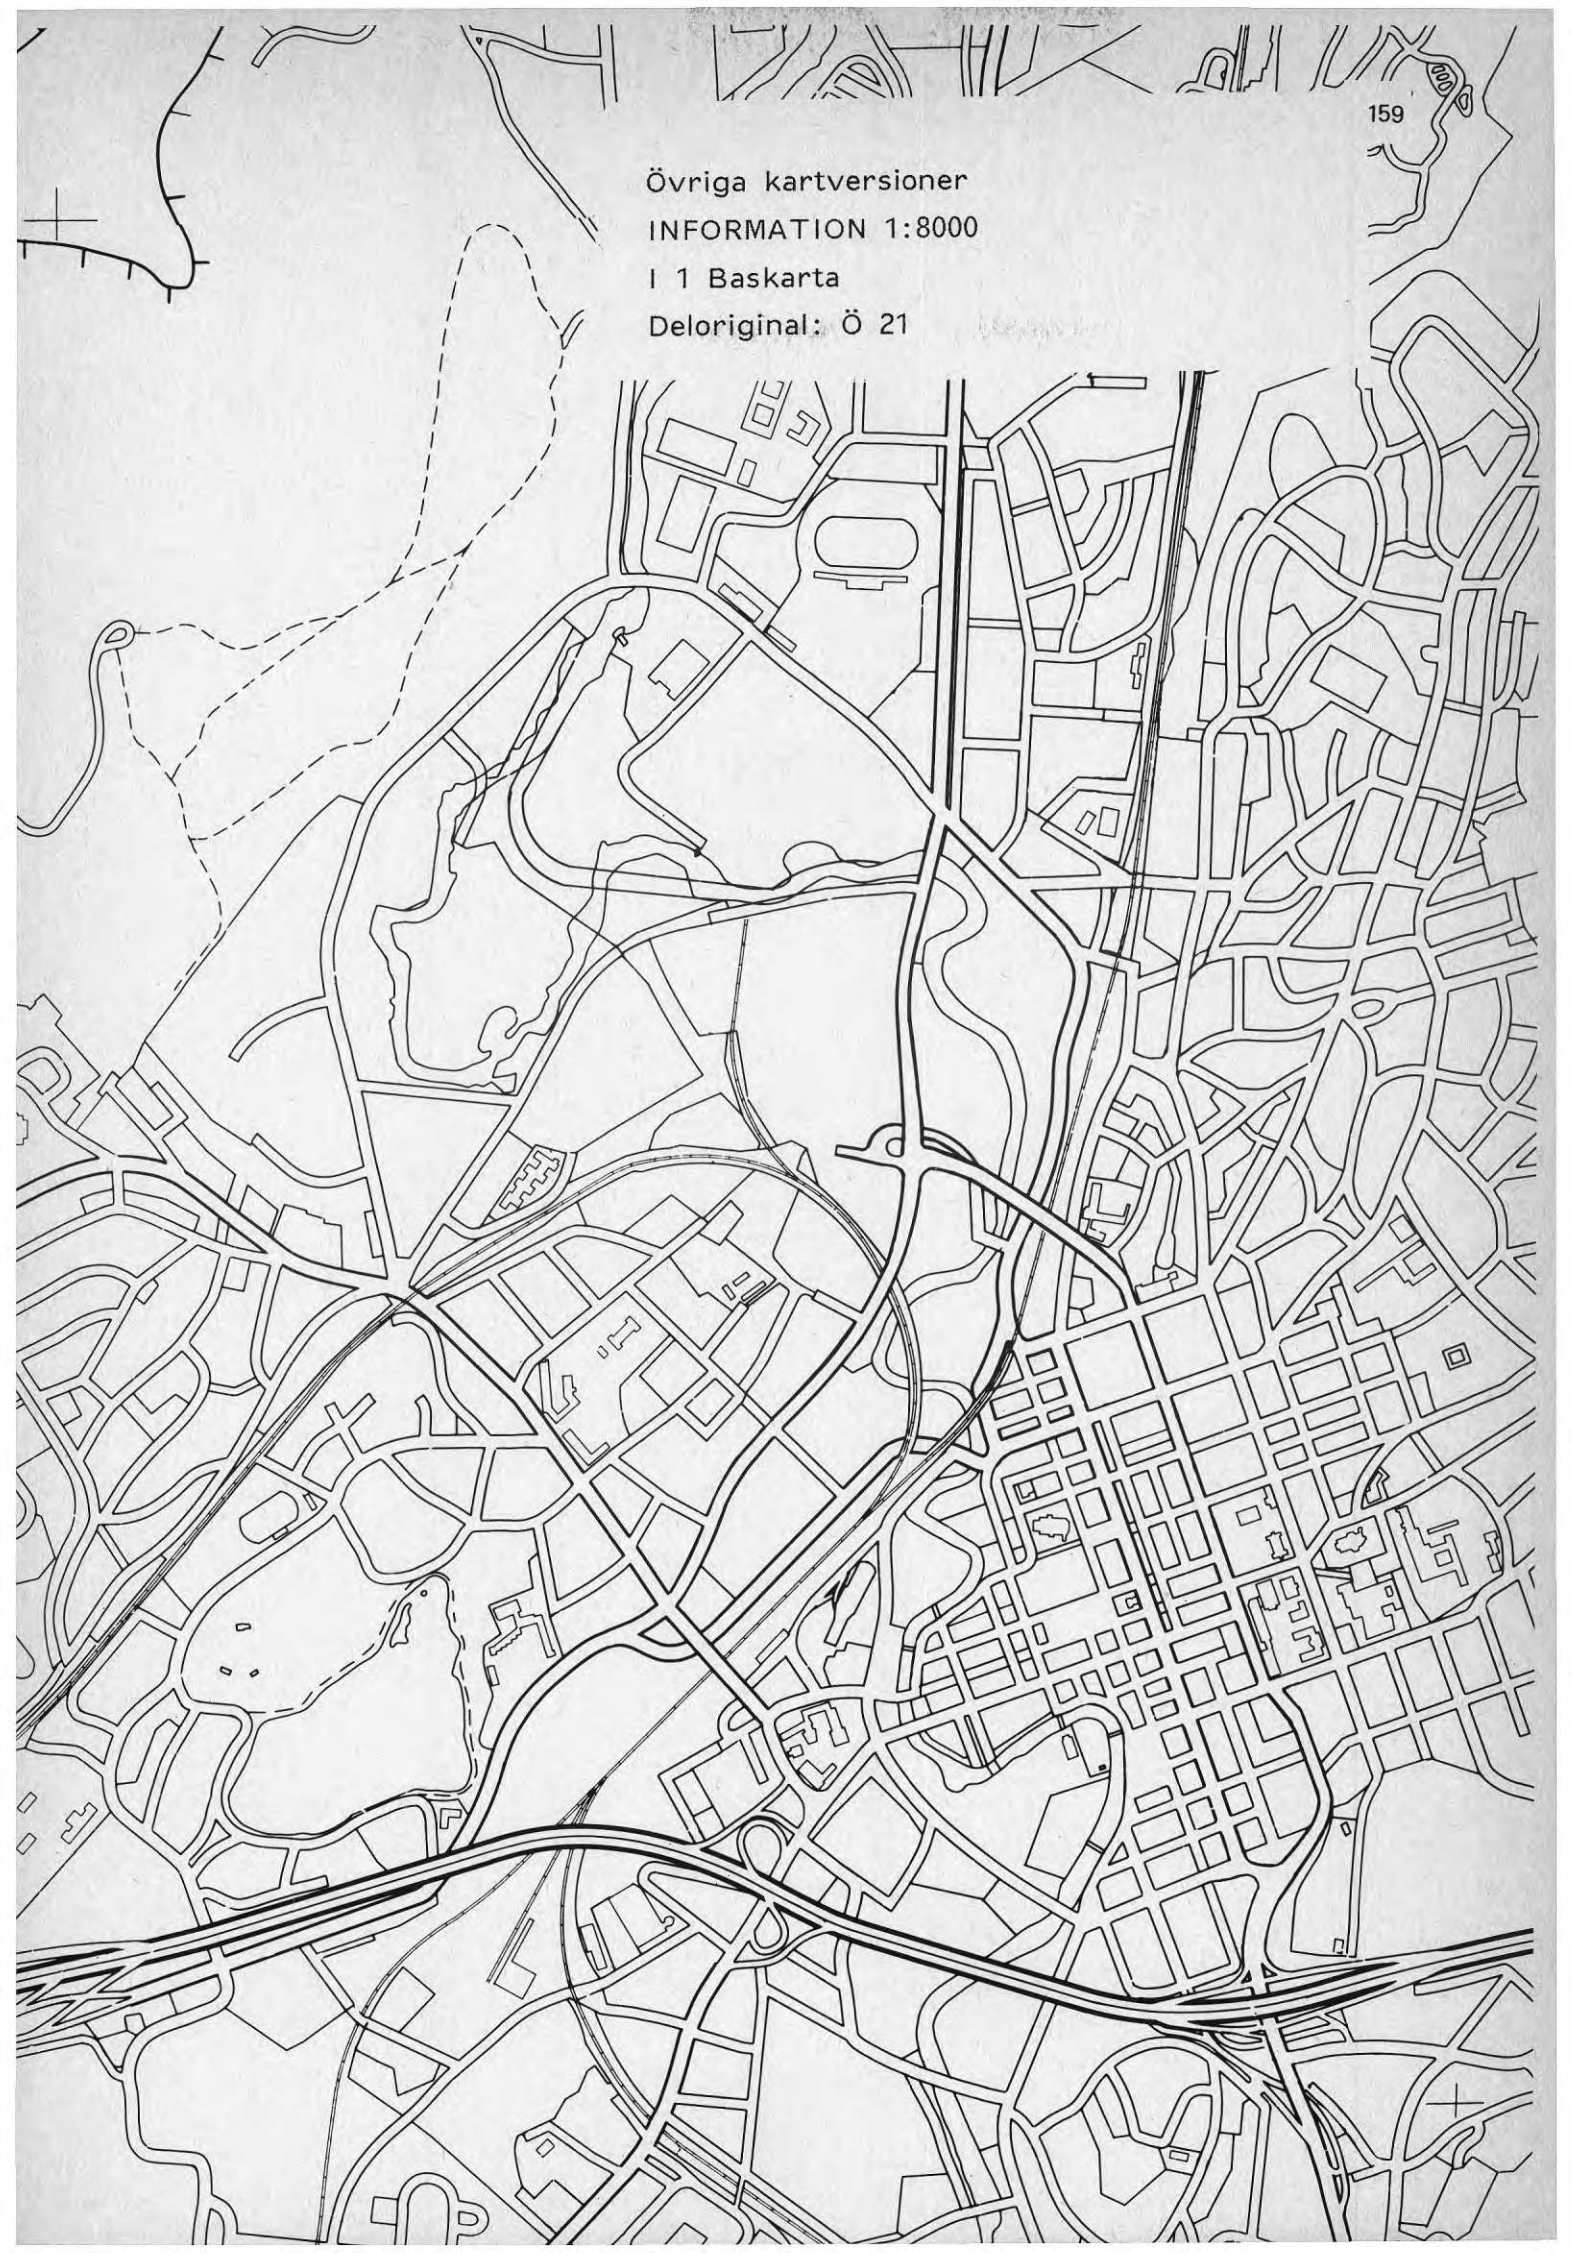 159
Övriga kartversioner
INFORMATION 1:8000
I 1 Baskarta
Deloriginal: Ö 21